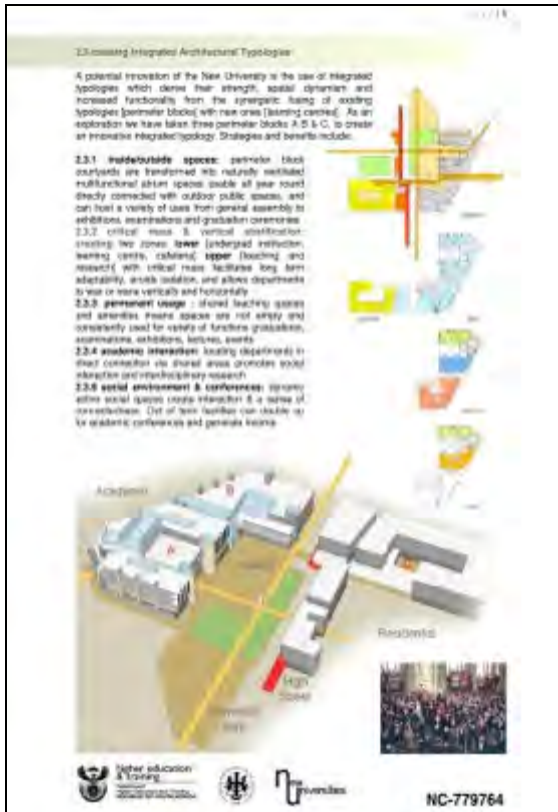 2.3 creating Integrated Architectural Typologies
A potential innovation of the New University is the use of integrated
typologies which derive their strength, spatial dynamism and
increased functionality from the synergetic fusing of existing
typologies [perimeter blocks] with new ones [learning centres]. As an
exploration we have taken three perimeter blocks A B & C, to create
an innovative integrated typology. Strategies and benefits include:
2.3.1 inside/outside spaces: perimeter block
courtyards are transformed into naturally ventilated
multifunctional atrium spaces usable all year round
directly connected with outdoor public spaces, and
can host a variety of uses from general assembly to
exhibitions, examinations and graduation ceremonies
2.3.2 critical mass & vertical stratification:
creating two zones: lower [undergrad institution,
learning centre, cafeteria] upper [teaching and
research] with critical mass facilitates long term
adaptability, avoids isolation, and allows departments
to wax or wane vertically and horizontally
2.3.3 permanent usage : shared teaching spaces
and amenities means spaces are not empty and
consistently used for variety of functions graduations,
examinations, exhibitions, lectures, events
2.3.4 academic interaction: locating departments in
direct connection via shared areas promotes social
interaction and interdisciplinary research
2.3.5 social environment & conferences: dynamic
active social spaces create interaction & a sense of
connectedness. Out of term facilities can double up
for academic conferences and generate income
Academic
B
A
Residential
High
Street
higher education
& training
new
universities
NC-779764